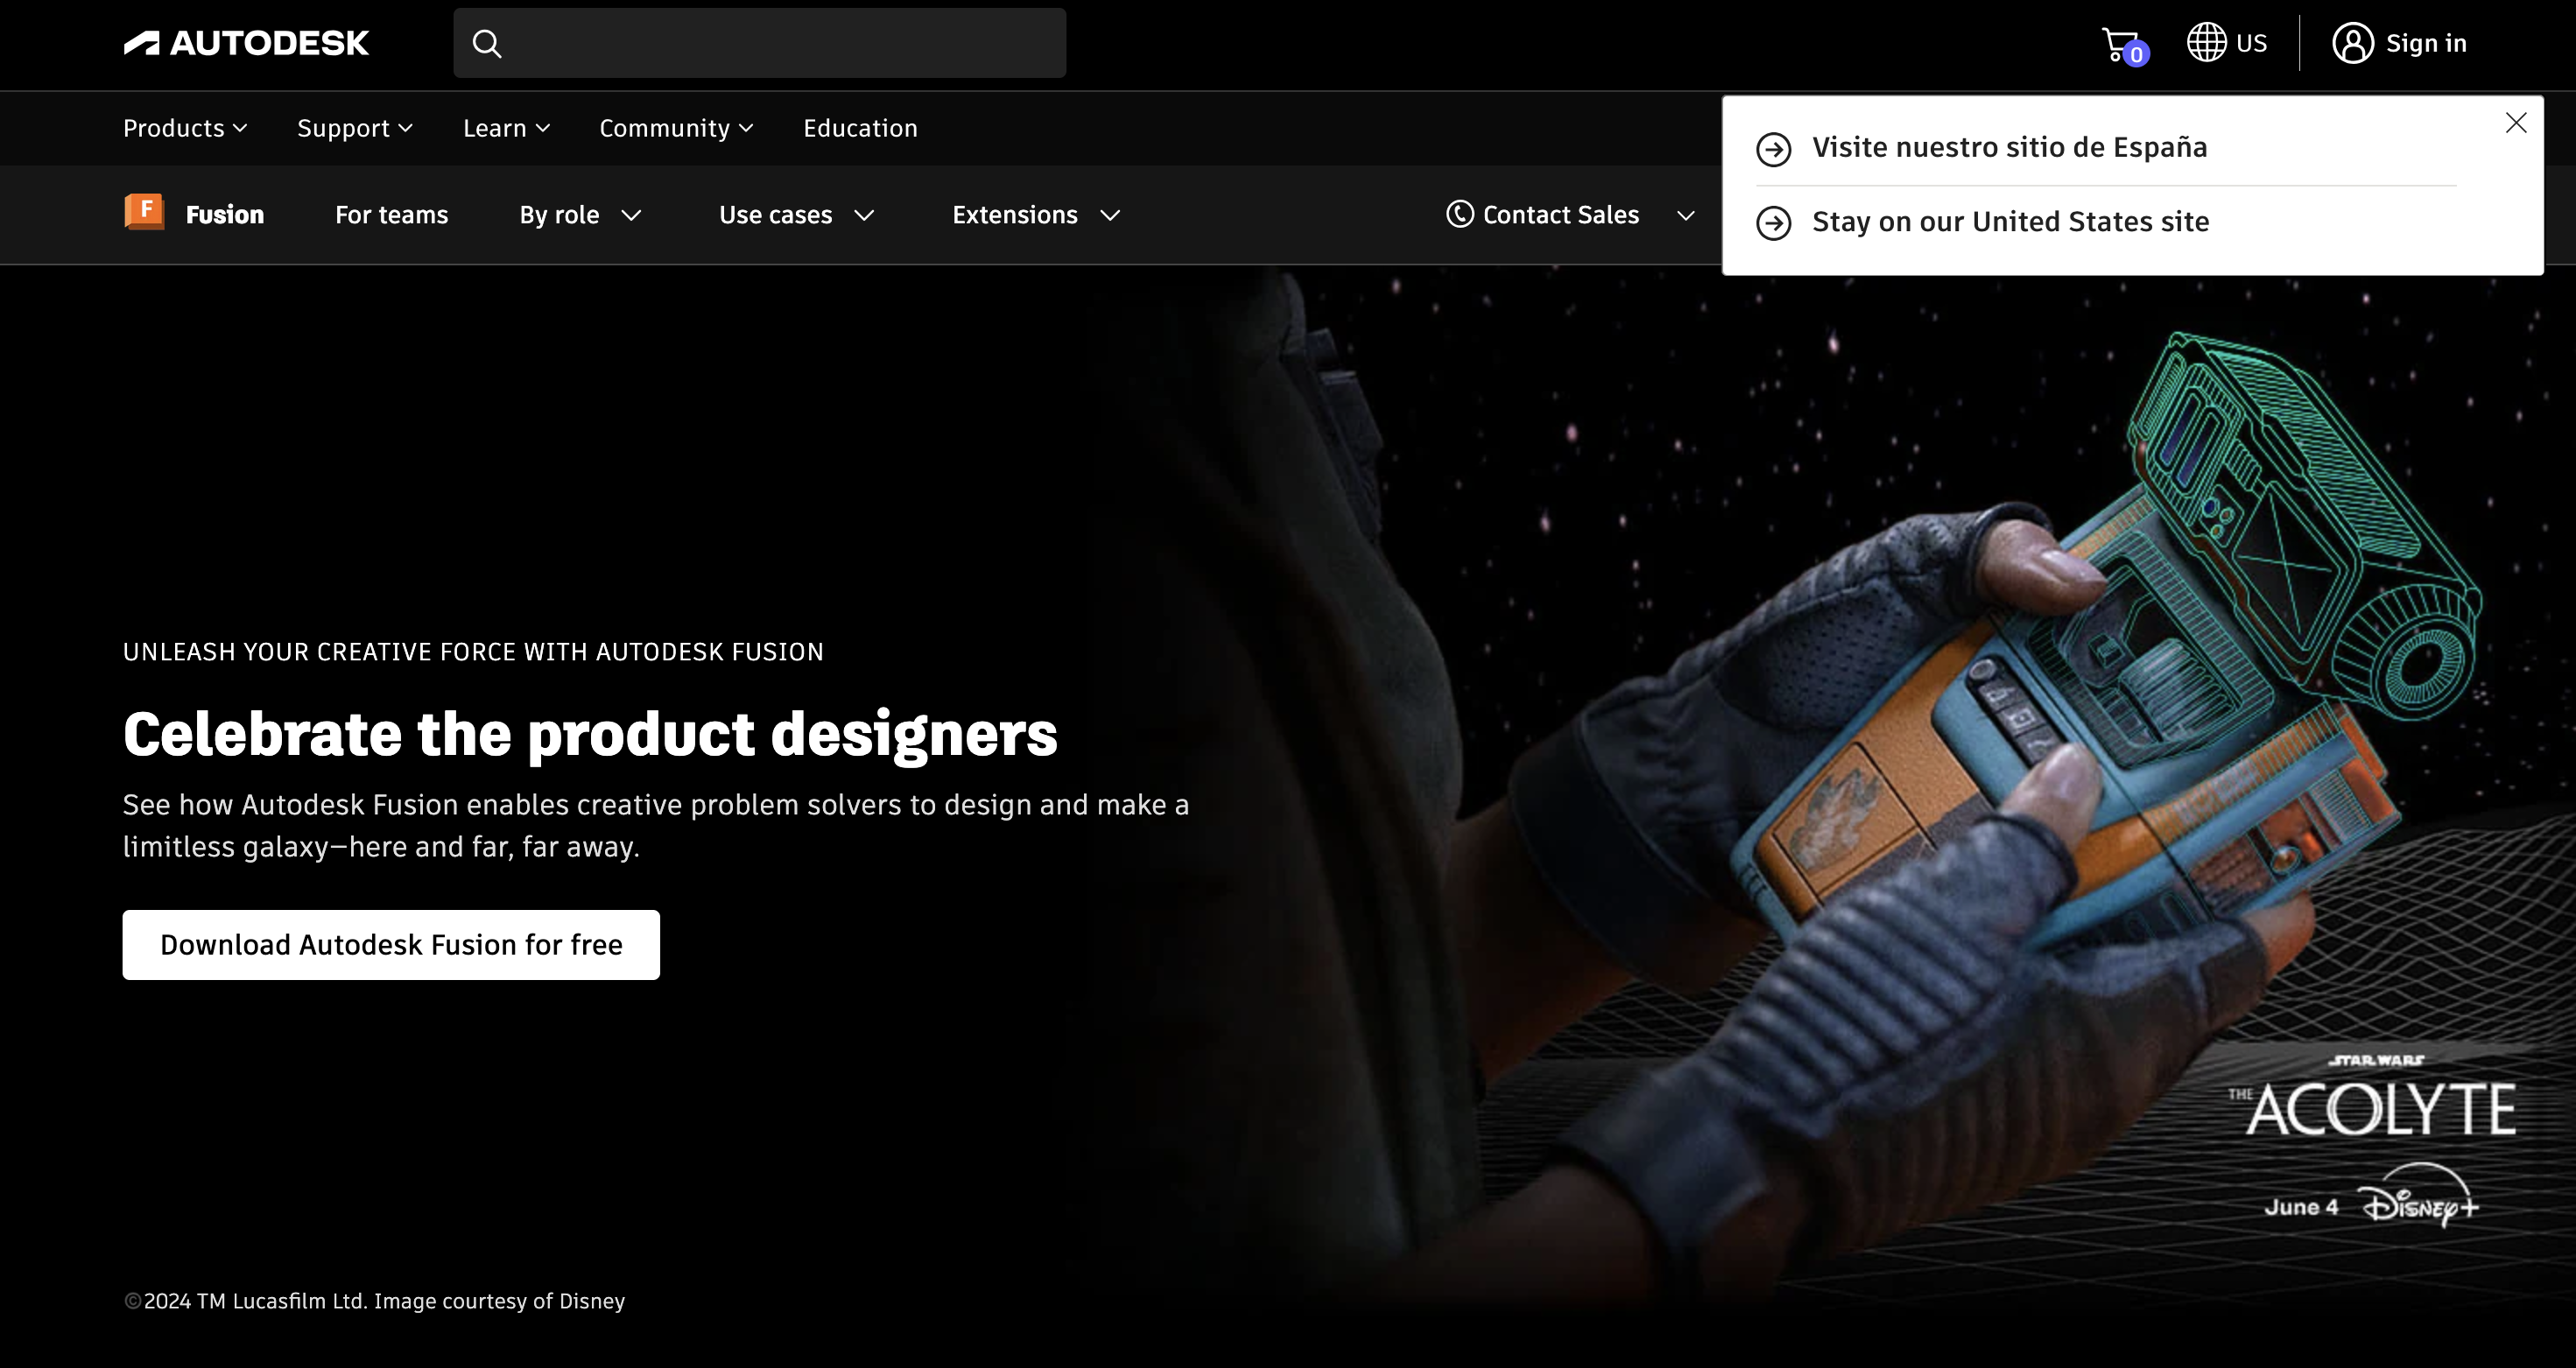 AUTODESK
0
US
Sign in
Products
Support
Learn
Community
Education
Visite nuestro sitio de España
Stay on our United States site
F
Fusion
For teams
By role
Use cases
Extensions
Contact Sales
UNLEASH YOUR CREATIVE FORCE WITH AUTODESK FUSION
Celebrate the product designers
See how Autodesk Fusion enables creative problem solvers to design and make a
limitless galaxy—here and far, far away.
Download Autodesk Fusion for free
STAR WARS
THE ACOLYTE
June 4 Disney+
©2024 TM Lucasfilm Ltd. Image courtesy of Disney